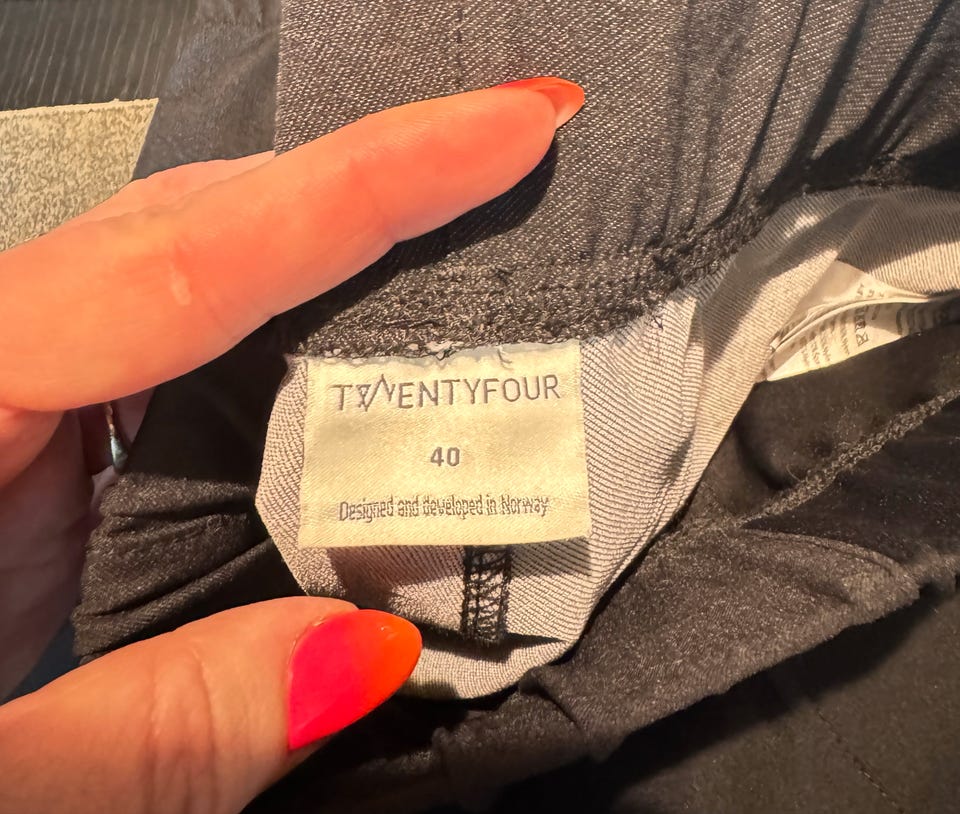 TWENTYFOUR
40
Designed and developed in Norway